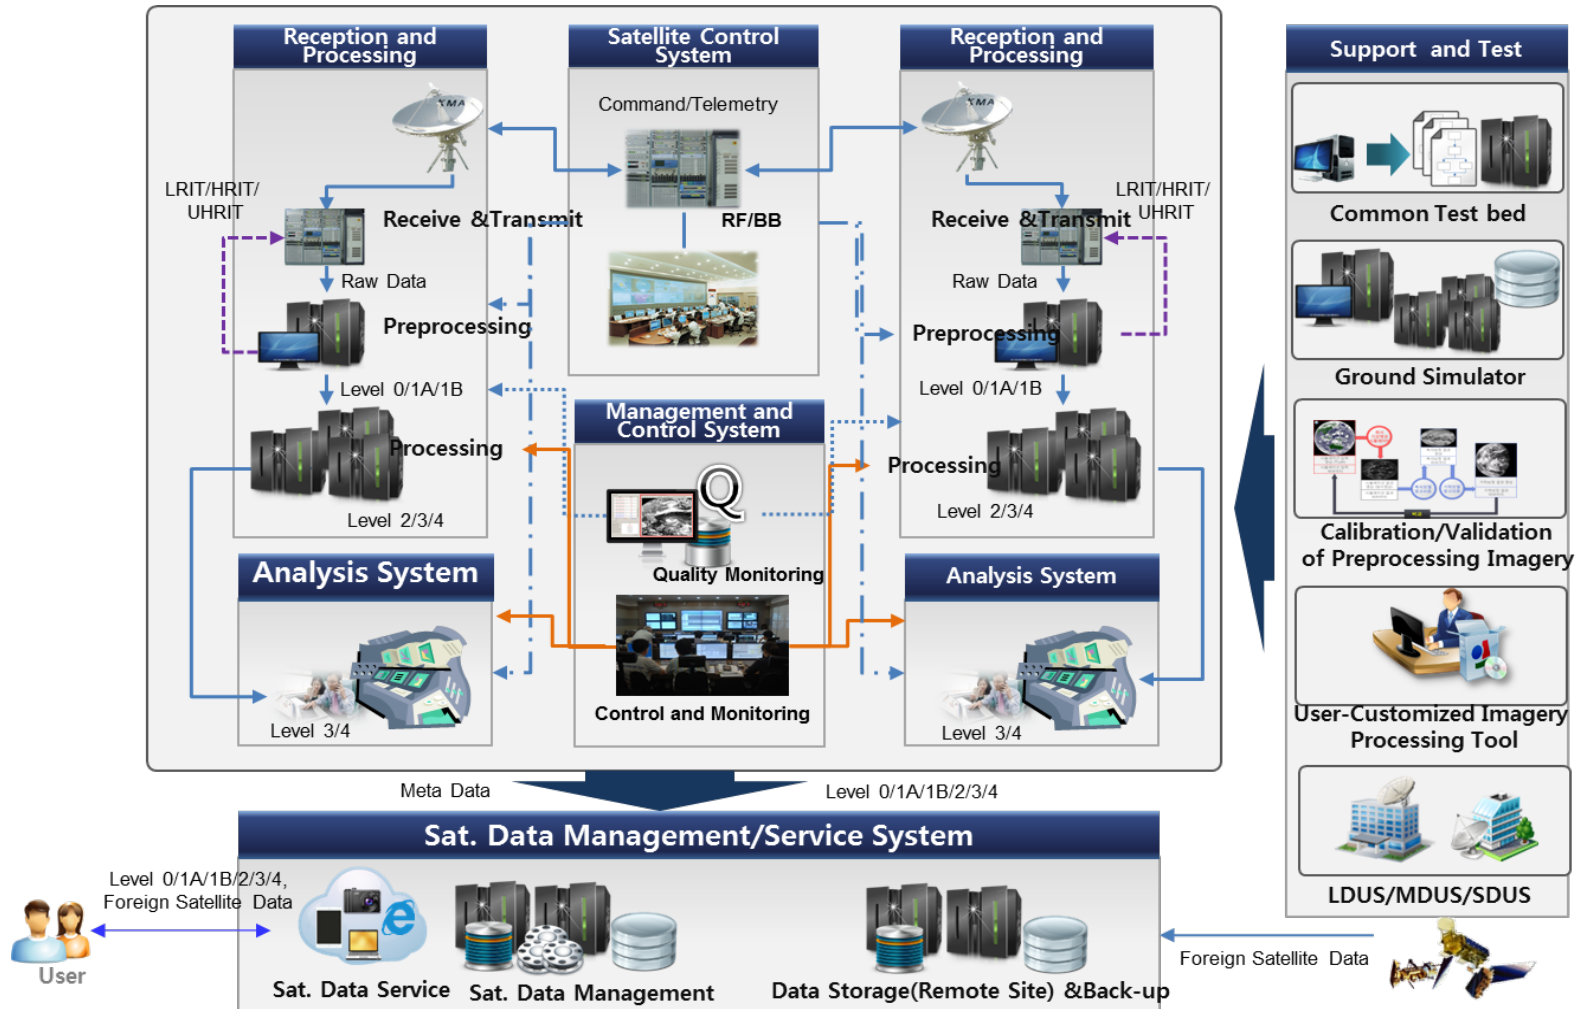 Reception and
Processing
Satellite Control
System
Reception and
Processing
Support and Test
KMA
Command/Telemetry
KMA
LRIT/HRIT/
UHRIT
Receive &Transmit
RF/BB
Receive &Transmit
LRIT/HRIT/
UHRIT
Common Test bed
Raw Data
Raw Data
Preprocessing
Preprocessing
Ground Simulator
Level 0/1A/1B
Level 0/1A/1B
Management and
Control System
Processing
Processing
Q
Level 2/3/4
Level 2/3/4
Calibration/Validation
of Preprocessing Imagery
Analysis System
Quality Monitoring
Analysis System
Control and Monitoring
Level 3/4
Level 3/4
User-Customized Imagery
Processing Tool
Meta Data
Level 0/1A/1B/2/3/4
Sat. Data Management/Service System
Level 0/1A/1B/2/3/4,
Foreign Satellite Data
LDUS/MDUS/SDUS
User
Foreign Satellite Data
Sat. Data Service
Sat. Data Management
Data Storage(Remote Site) &Back-up